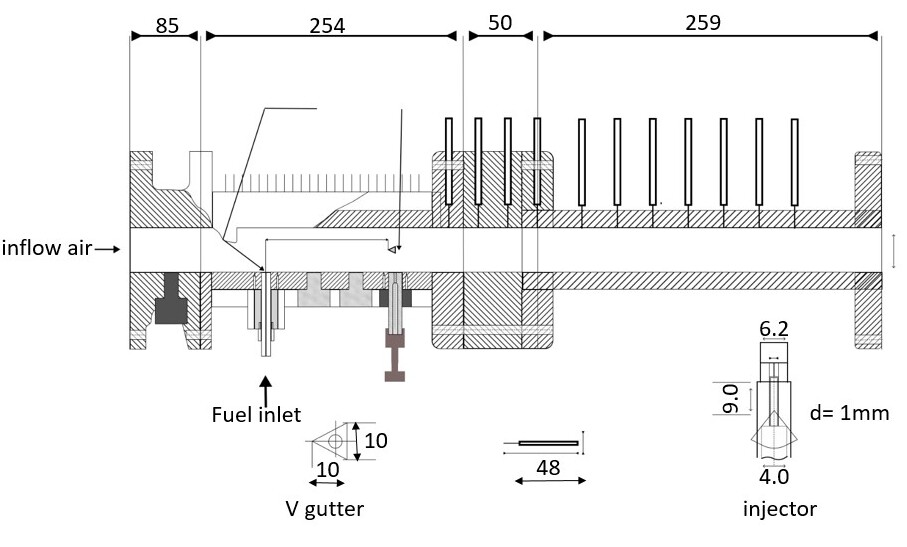 85
254
50
259
inflow air
Fuel inlet
10
10
V gutter
48
6.2
9.0
d= 1mm
4.0
injector